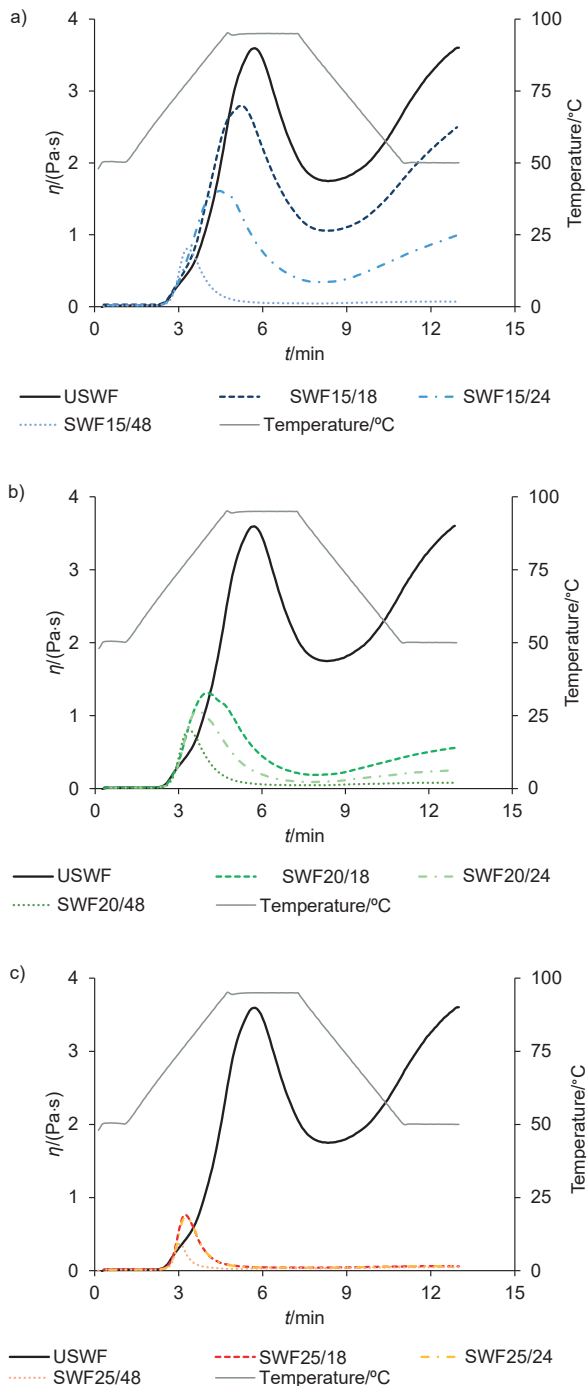 a)
4
3
2
1
0
100
75
50
25
0
η/(Pa·s)
Temperature/°C
0 3 6 9 12 15
t/min
USWF SWF15/18 SWF15/24
SWF15/48 Temperature/ºC
b)
4
3
2
1
0
100
75
50
25
0
η/(Pa·s)
Temperature/°C
0 3 6 9 12 15
t/min
USWF SWF20/18 SWF20/24
SWF20/48 Temperature/ºC
c)
4
3
2
1
0
100
75
50
25
0
η/(Pa·s)
Temperature/°C
0 3 6 9 12 15
t/min
USWF SWF25/18 SWF25/24
SWF25/48 Temperature/ºC